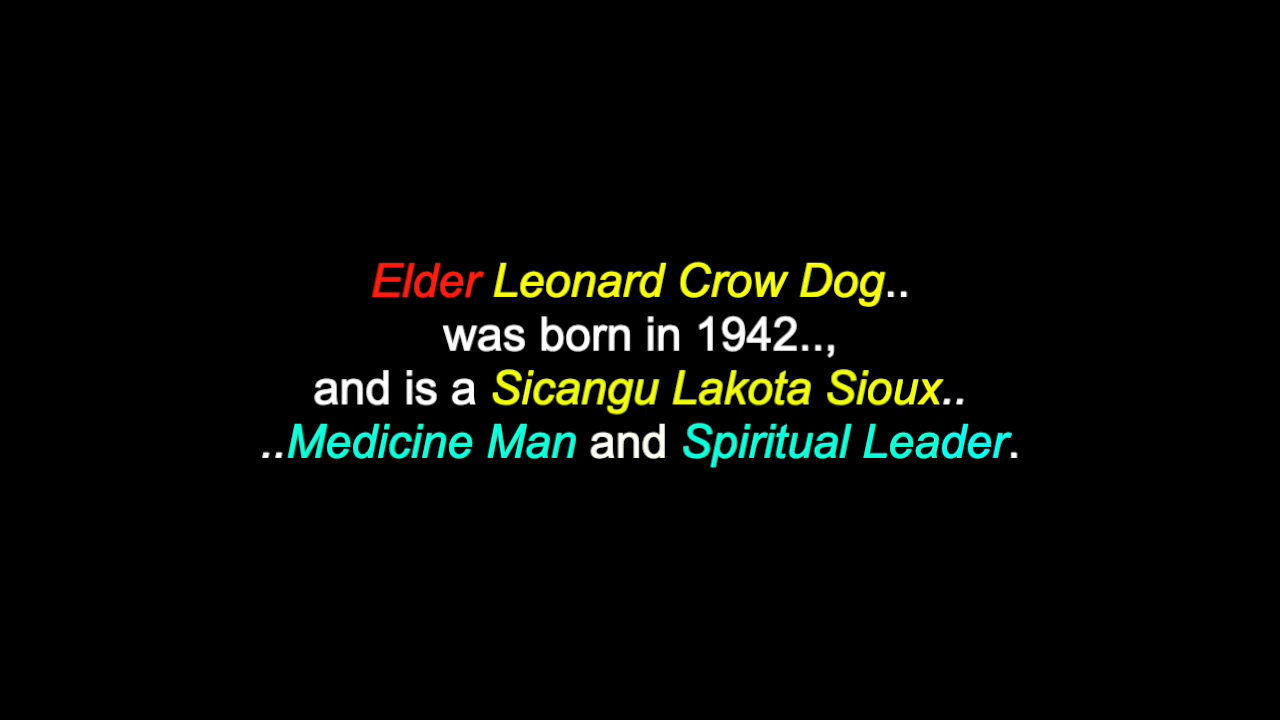 Elder Leonard Crow Dog..
was born in 1942..,
and is a Sicangu Lakota Sioux..
..Medicine Man and Spiritual Leader.